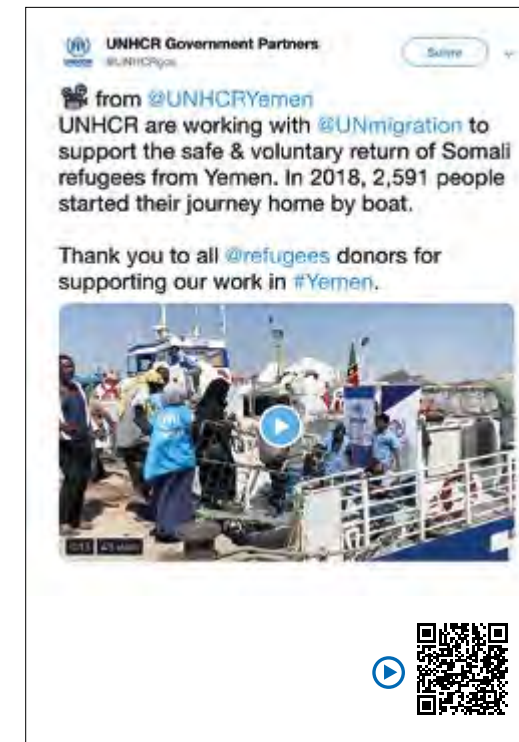 UNHCR Government Partners
@UNHCRgov
Suivre
from @UNHCRYemen
UNHCR are working with @UNmigration to
support the safe & voluntary return of Somali
refugees from Yemen. In 2018, 2,591 people
started their journey home by boat.
Thank you to all @refugees donors for
supporting our work in #Yemen.